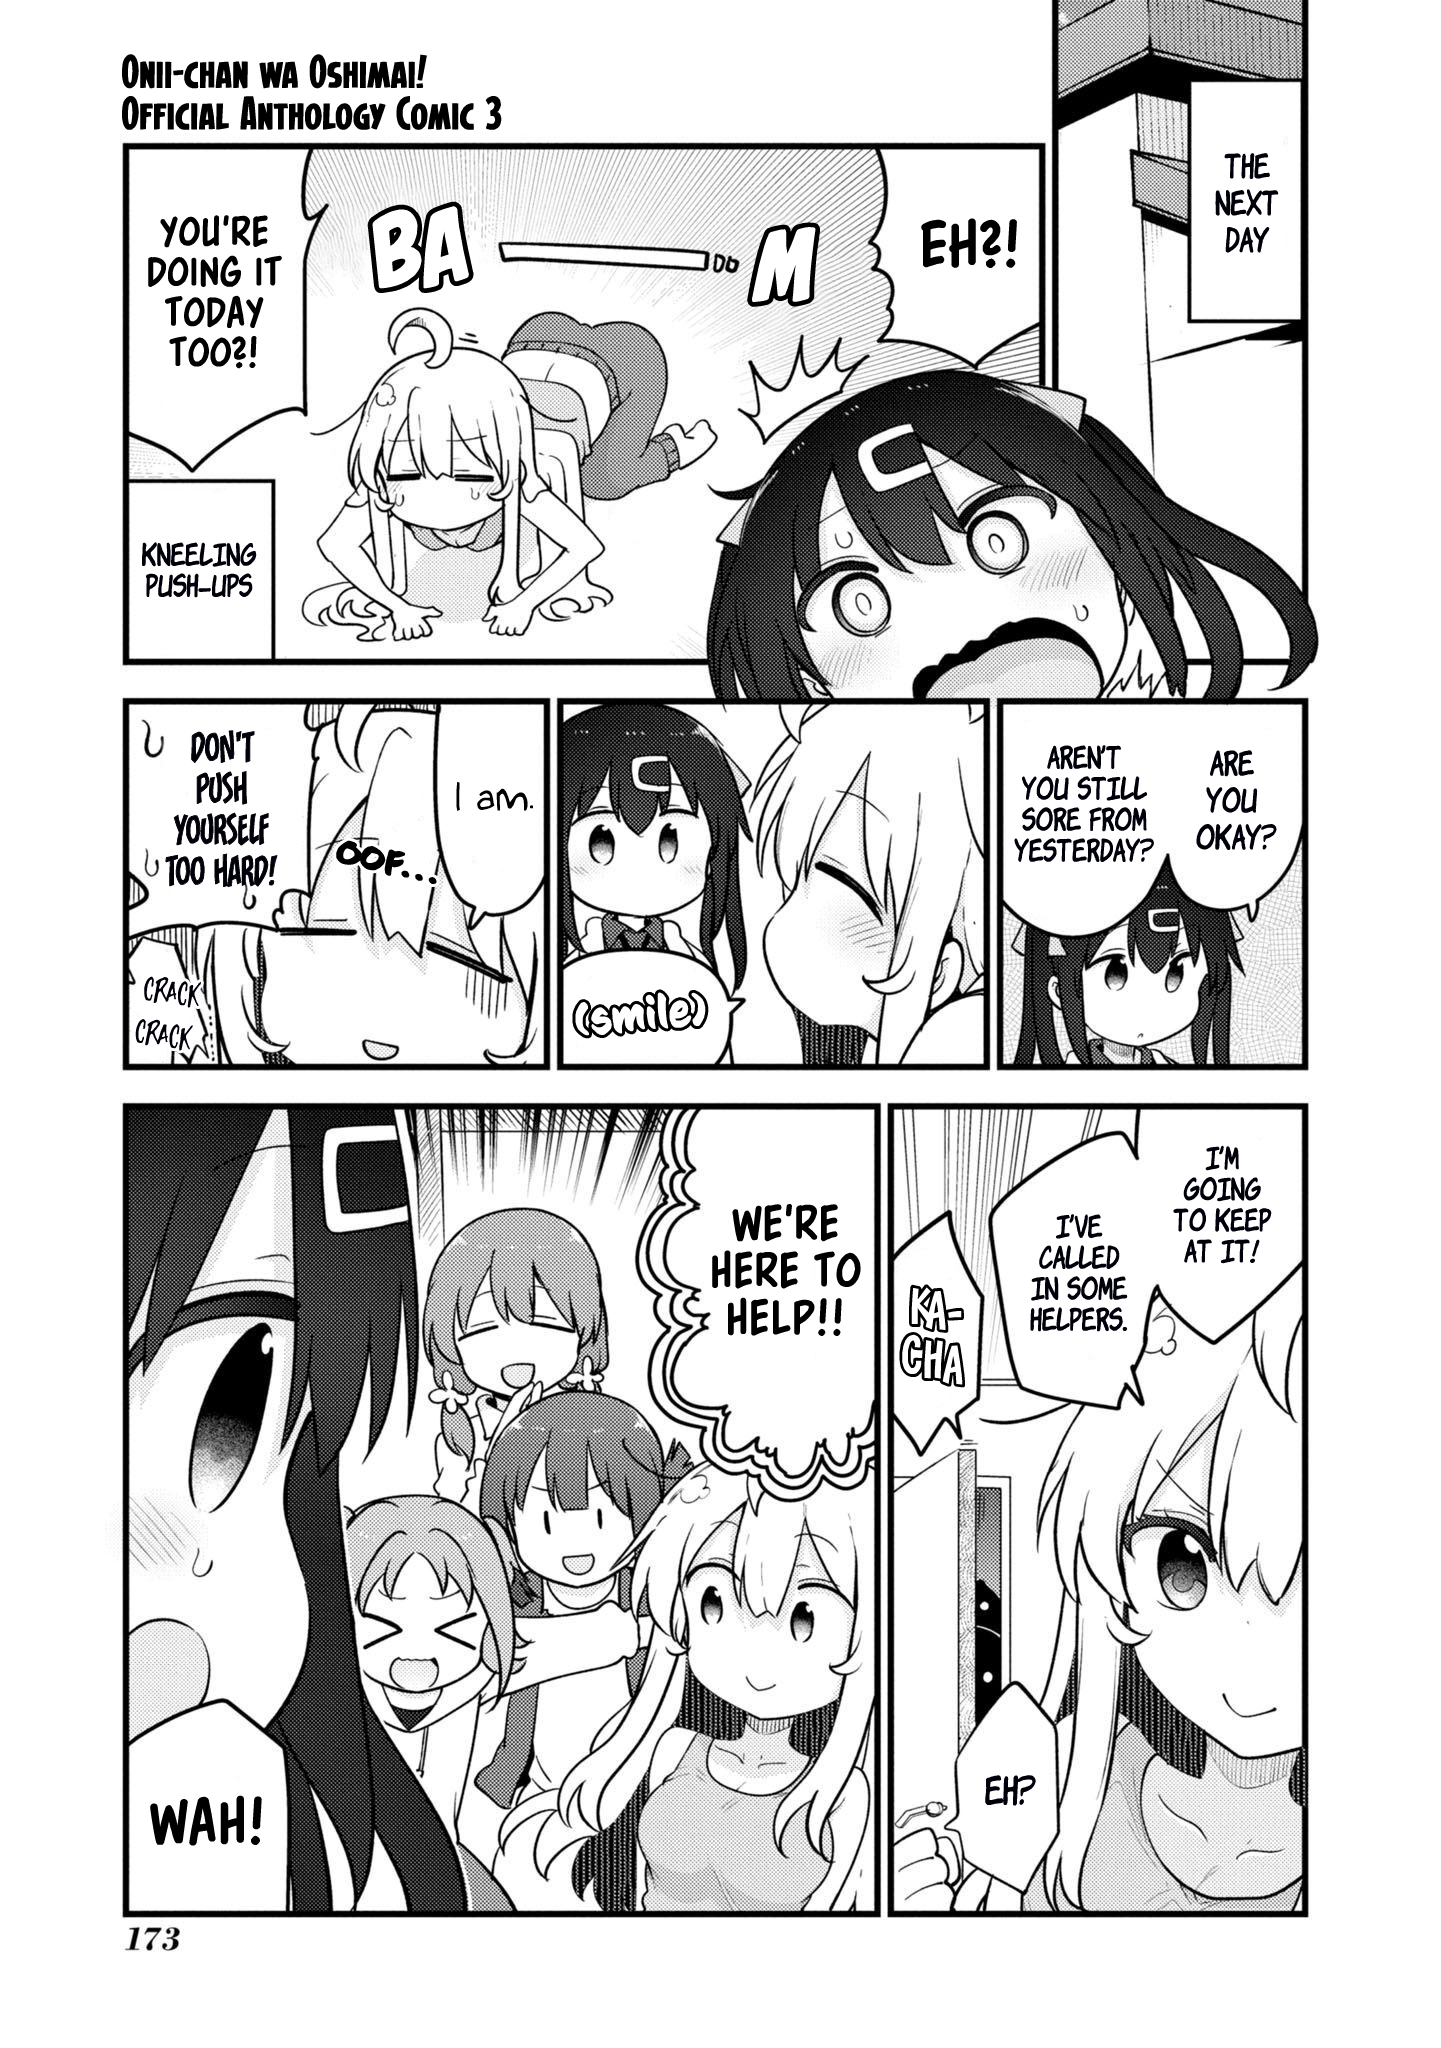 ONII-CHAN WA OSHIMAI!
OFFICIAL ANTHOLOGY COMIC 3
THE
NEXT
DAY
EH?!
BA
M
YOU'RE
DOING IT
TODAY
TOO?!
KNEELING
PUSH-UPS
ARE
YOU
OKAY?
AREN'T
YOU STILL
SORE FROM
YESTERDAY?
(smile)
I am.
OOF...
DON'T
PUSH
YOURSELF
TOO HARD!
CRACK
CRACK
I'M
GOING
TO KEEP
AT IT!
I'VE
CALLED
IN SOME
HELPERS.
KA-
CHA
EH?
WE'RE
HERE TO
HELP!!
WAH!
173